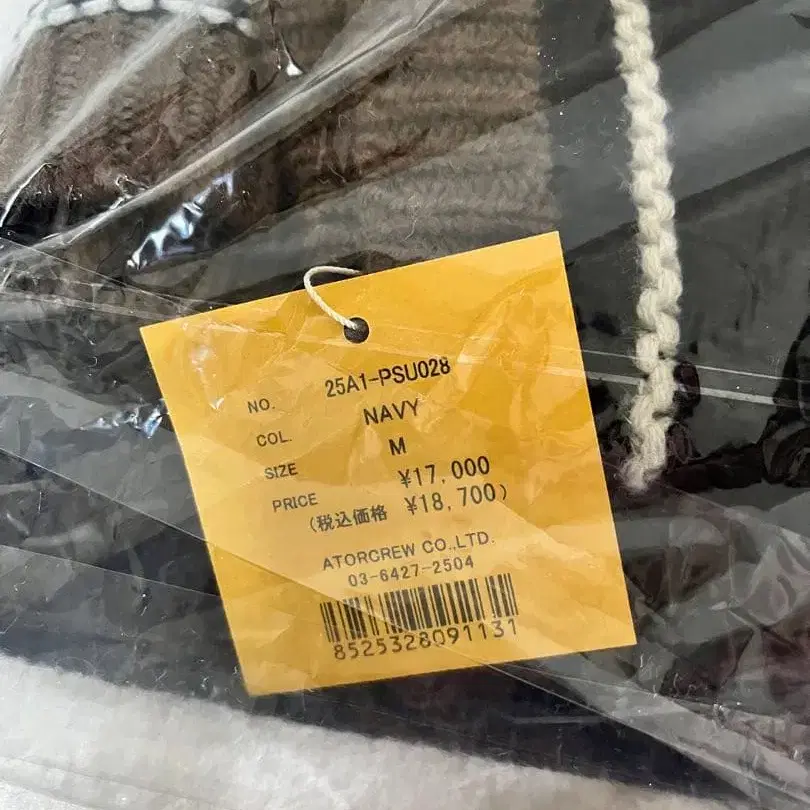 NO. 25A1-PSU028
COL. NAVY
SIZE M
PRICE ¥17,000
(税込価格 ¥18,700)
ATORCREW CO.,LTD.
03-6427-2504
8525328091131